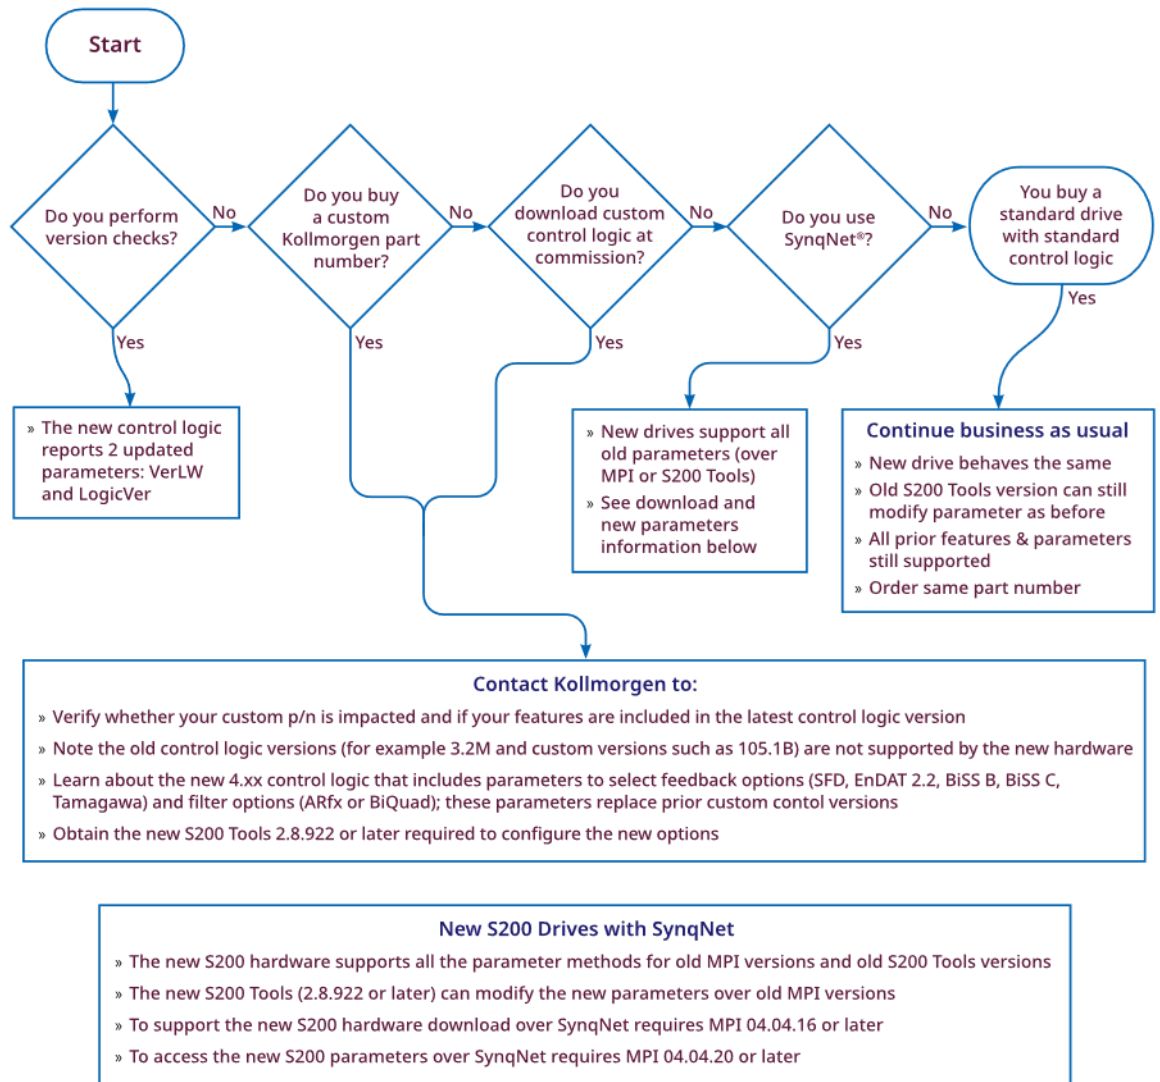 Start
Do you perform
version checks?
No
Do you buy
a custom
Kollmorgen part
number?
No
Do you
download custom
control logic at
commission?
No
Do you use
SynqNet®?
No
You buy a
standard drive
with standard
control logic
Yes
Yes
Yes
Yes
Yes
» The new control logic
reports 2 updated
parameters: VerLW
and LogicVer
» New drives support all
old parameters (over
MPI or S200 Tools)
» See download and
new parameters
information below
Continue business as usual
» New drive behaves the same
» Old S200 Tools version can still
modify parameter as before
» All prior features & parameters
still supported
» Order same part number
Contact Kollmorgen to:
» Verify whether your custom p/n is impacted and if your features are included in the latest control logic version
» Note the old control logic versions (for example 3.2M and custom versions such as 105.1B) are not supported by the new hardware
» Learn about the new 4.xx control logic that includes parameters to select feedback options (SFD, EnDAT 2.2, BiSS B, BiSS C,
Tamagawa) and filter options (ARfx or BiQuad); these parameters replace prior custom contol versions
» Obtain the new S200 Tools 2.8.922 or later required to configure the new options
New S200 Drives with SynqNet
» The new S200 hardware supports all the parameter methods for old MPI versions and old S200 Tools versions
» The new S200 Tools (2.8.922 or later) can modify the new parameters over old MPI versions
» To support the new S200 hardware download over SynqNet requires MPI 04.04.16 or later
» To access the new S200 parameters over SynqNet requires MPI 04.04.20 or later